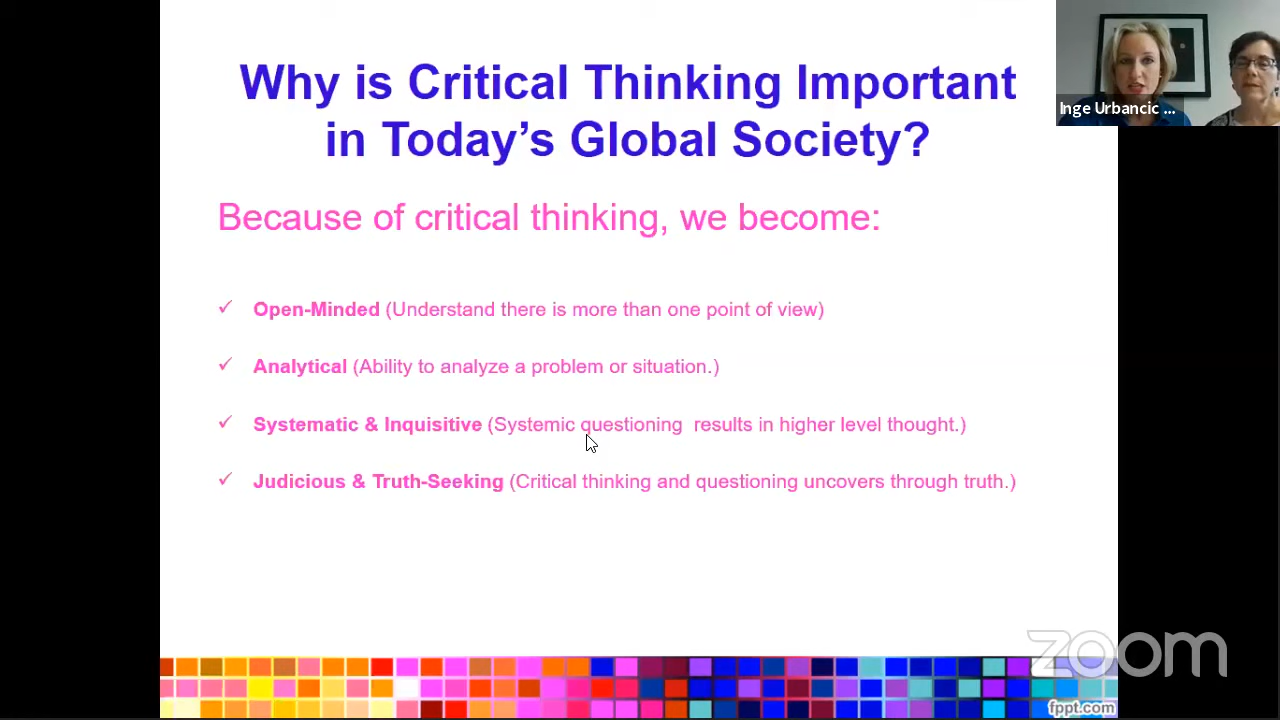 Why is Critical Thinking Important
in Today's Global Society?
Inge Urbancic ...
Because of critical thinking, we become:
✓ Open-Minded (Understand there is more than one point of view)
✓ Analytical (Ability to analyze a problem or situation.)
✓ Systematic & Inquisitive (Systemic questioning  results in higher level thought.)
✓ Judicious & Truth-Seeking (Critical thinking and questioning uncovers through truth.)
zoom
fppt.com